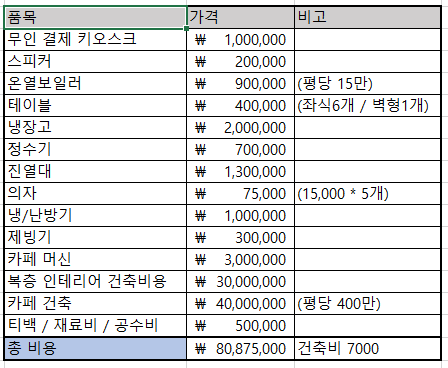 품목 가격 비고
무인 결제 키오스크 ₩ 1,000,000
스피커 ₩ 200,000
온열보일러 ₩ 900,000 (평당 15만)
테이블 ₩ 400,000 (좌식6개 / 벽형1개)
냉장고 ₩ 2,000,000
정수기 ₩ 700,000
진열대 ₩ 1,300,000
의자 ₩ 75,000 (15,000 * 5개)
냉/난방기 ₩ 1,000,000
제빙기 ₩ 300,000
카페 머신 ₩ 3,000,000
복층 인테리어 건축비용 ₩ 30,000,000
카페 건축 ₩ 40,000,000 (평당 400만)
티백 / 재료비 / 공수비 ₩ 500,000
총 비용 ₩ 80,875,000 건축비 7000